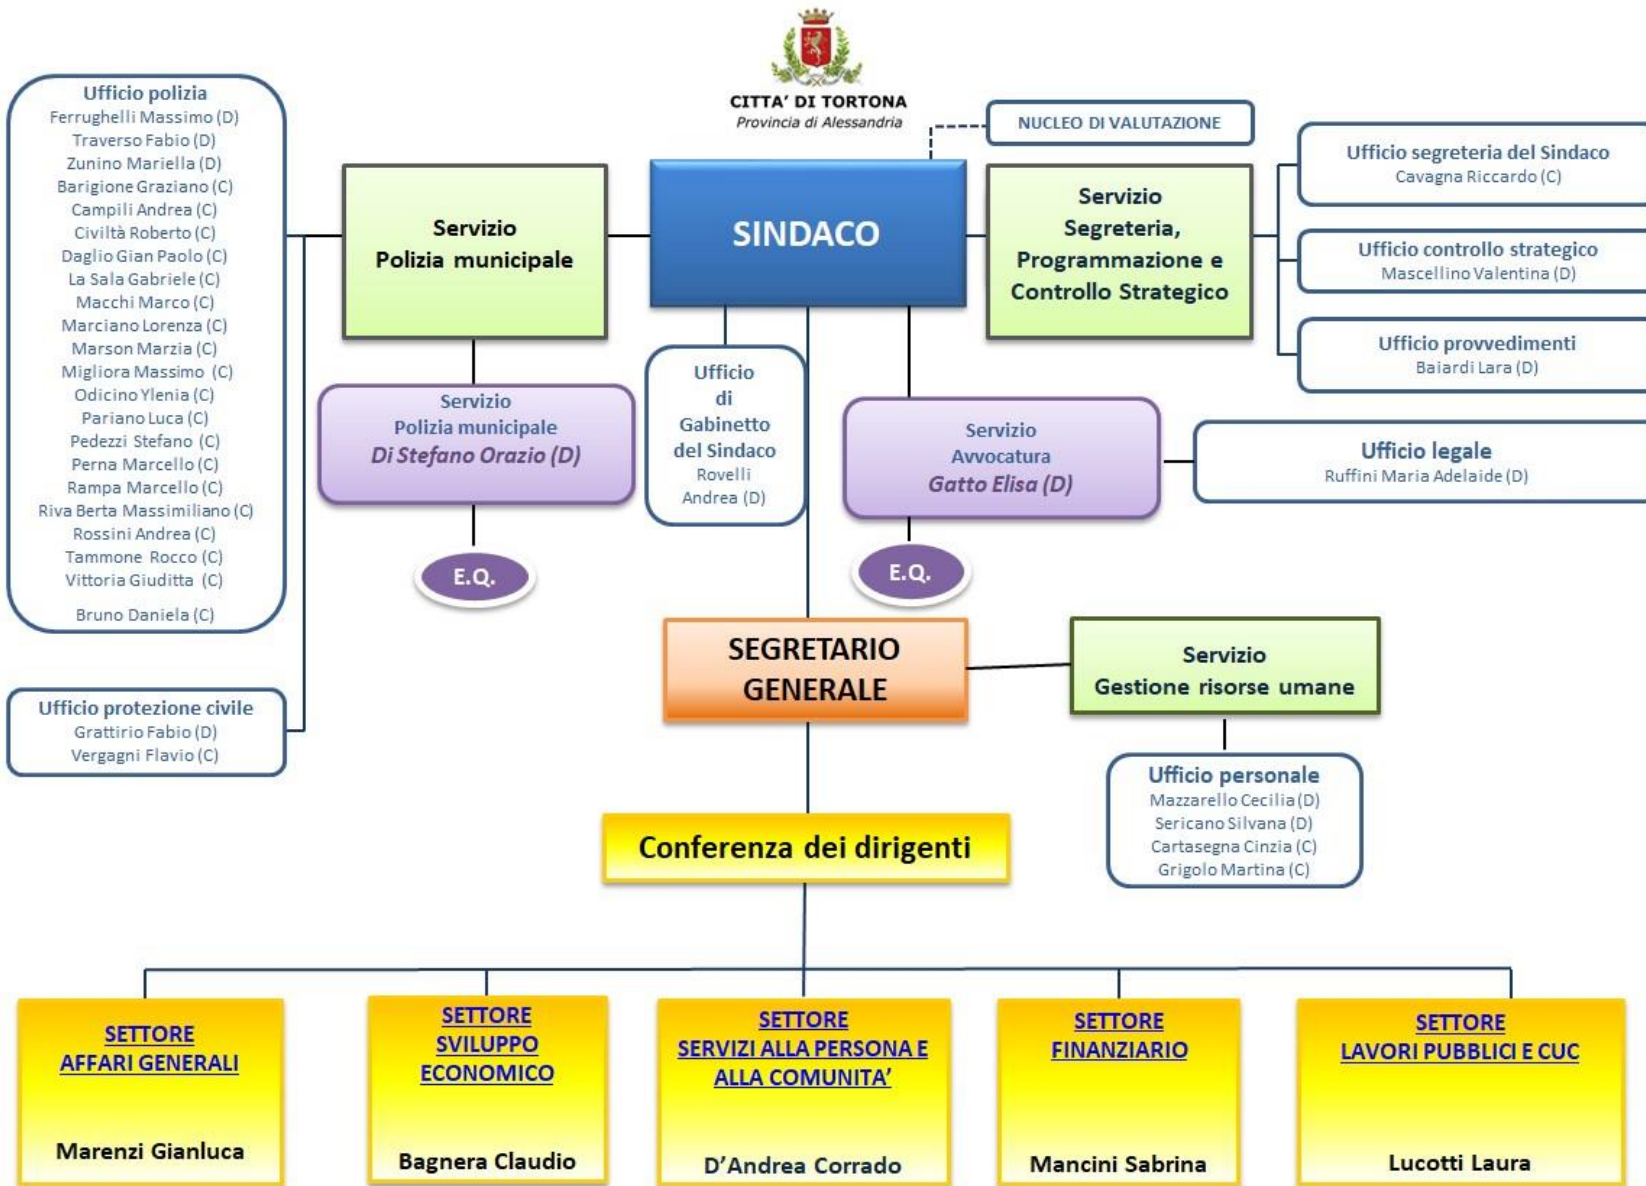 CITTA' DI TORTONA
Provincia di Alessandria
NUCLEO DI VALUTAZIONE
Ufficio polizia
Ferrughelli Massimo (D)
Traverso Fabio (D)
Zunino Mariella (D)
Barigione Graziano (C)
Campili Andrea (C)
Civiltà Roberto (C)
Daglio Gian Paolo (C)
La Sala Gabriele (C)
Macchi Marco (C)
Marciano Lorenza (C)
Marson Marzia (C)
Migliora Massimo (C)
Odicino Ylenia (C)
Pariano Luca (C)
Pedezzi Stefano (C)
Perna Marcello (C)
Rampa Marcello (C)
Riva Berta Massimiliano (C)
Rossini Andrea (C)
Tammone Rocco (C)
Vittoria Giuditta (C)
Bruno Daniela (C)
Ufficio protezione civile
Grattirio Fabio (D)
Vergagni Flavio (C)
Servizio
Polizia municipale
Servizio
Polizia municipale
Di Stefano Orazio (D)
E.Q.
SINDACO
Ufficio
di
Gabinetto
del Sindaco
Rovelli
Andrea (D)
Servizio
Segreteria,
Programmazione e
Controllo Strategico
Ufficio segreteria del Sindaco
Cavagna Riccardo (C)
Ufficio controllo strategico
Mascellino Valentina (D)
Ufficio provvedimenti
Baiardi Lara (D)
Servizio
Avvocatura
Gatto Elisa (D)
E.Q.
Ufficio legale
Ruffini Maria Adelaide (D)
SEGRETARIO
GENERALE
Servizio
Gestione risorse umane
Ufficio personale
Mazzarello Cecilia (D)
Sericano Silvana (D)
Cartasegna Cinzia (C)
Grigolo Martina (C)
Conferenza dei dirigenti
SETTORE
AFFARI GENERALI
Marenzi Gianluca
SETTORE
SVILUPPO
ECONOMICO
Bagnera Claudio
SETTORE
SERVIZI ALLA PERSONA E
ALLA COMUNITA'
D'Andrea Corrado
SETTORE
FINANZIARIO
Mancini Sabrina
SETTORE
LAVORI PUBBLICI E CUC
Lucotti Laura